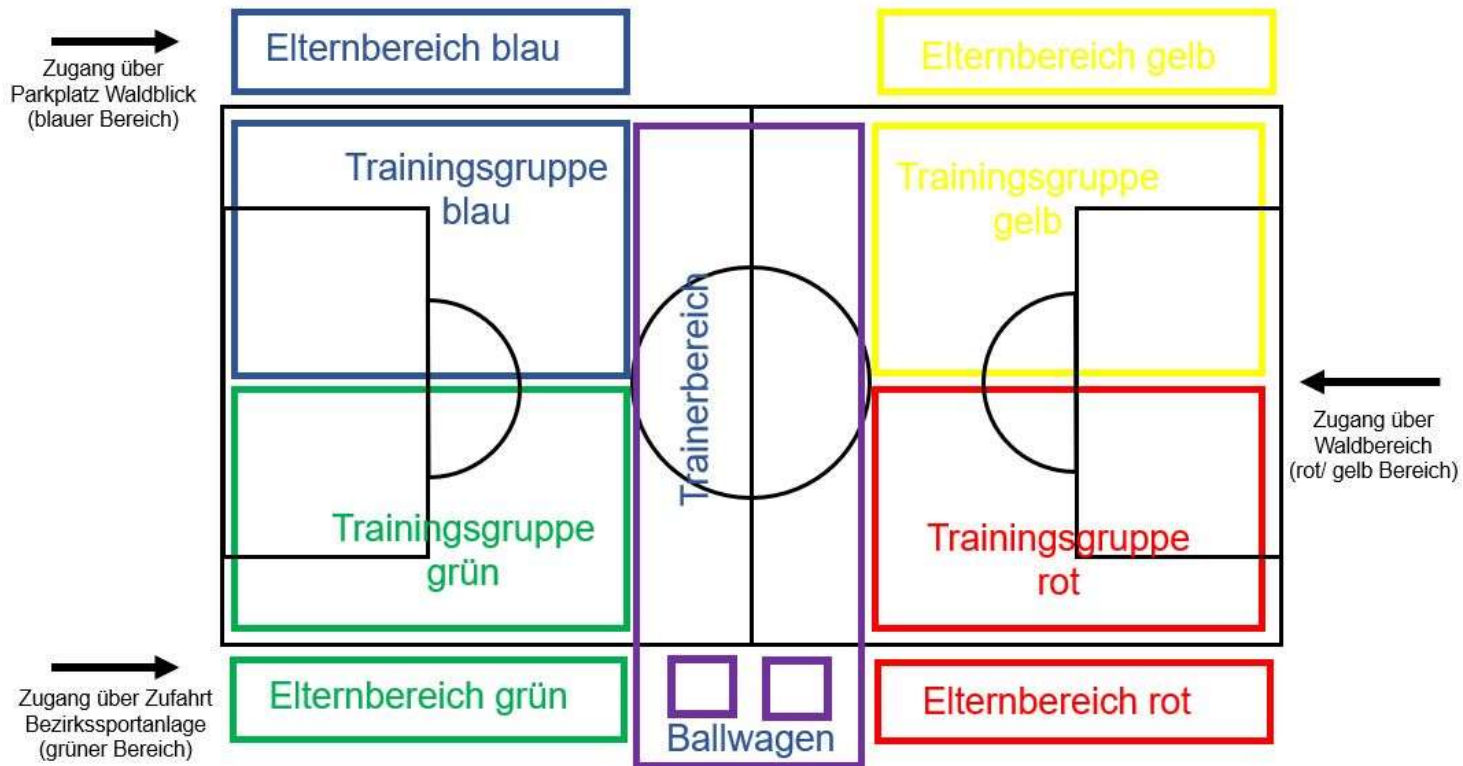 Elternbereich blau
Elternbereich gelb
Zugang über
Parkplatz Waldblick
(blauer Bereich)
Trainingsgruppe
blau
Trainingsgruppe
gelb
Trainerbereich
Zugang über
Waldbereich
(rot/ gelb Bereich)
Trainingsgruppe
grün
Trainingsgruppe
rot
Zugang über Zufahrt
Bezirkssportanlage
(grüner Bereich)
Elternbereich grün
Elternbereich rot
Ballwagen